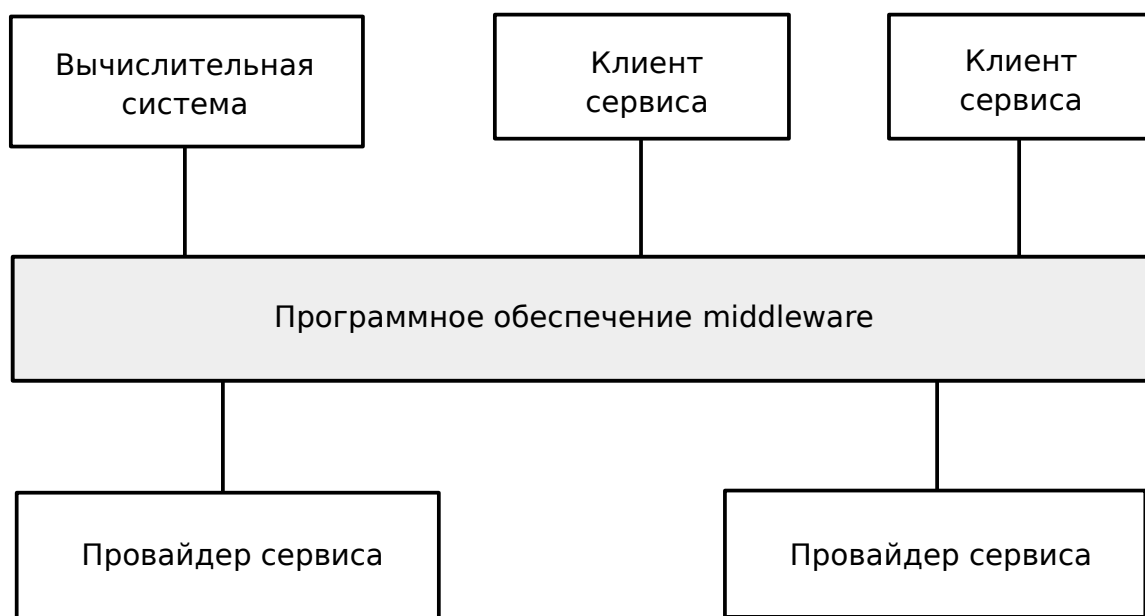 Вычислительная
система
Клиент
сервиса
Клиент
сервиса
Программное обеспечение middleware
Провайдер сервиса
Провайдер сервиса